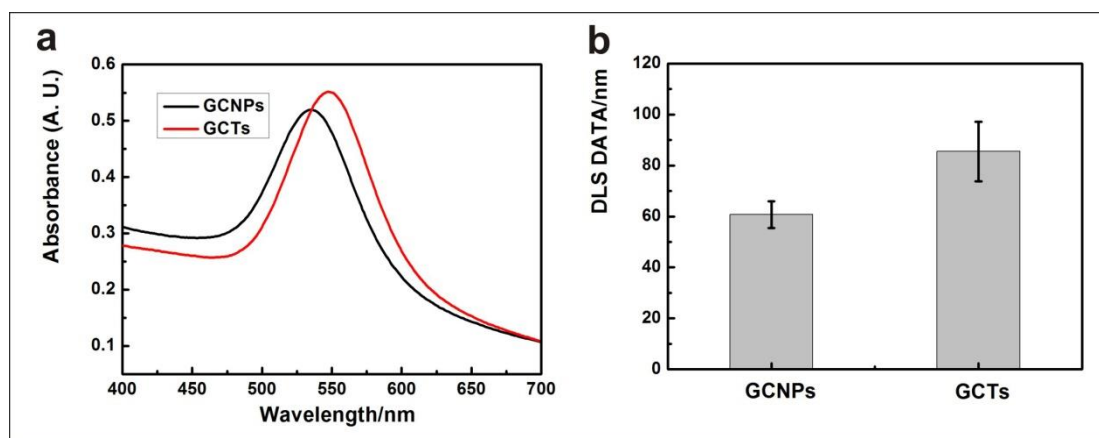 a
Absorbance (A. U.)
0.6
0.5
0.4
0.3
0.2
0.1
GCNPs
GCTs
400
450
500
550
600
650
700
Wavelength/nm
b
DLS DATA/nm
120
100
80
60
40
20
0
GCNPs
GCTs